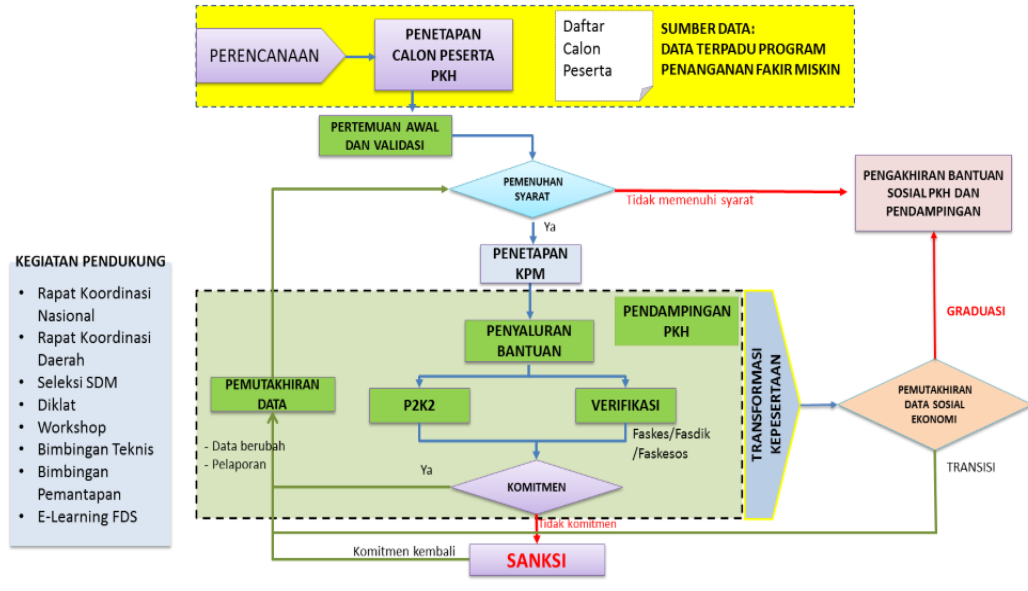 PERENCANAAN
PENETAPAN
CALON PESERTA
PKH
Daftar
Calon
Peserta
SUMBER DATA:
DATA TERPADU PROGRAM
PENANGANAN FAKIR MISKIN
PERTEMUAN AWAL
DAN VALIDASI
PEMENUHAN
SYARAT
Tidak memenuhi syarat
PENGAKHIRAN BANTUAN
SOSIAL PKH DAN
PENDAMPINGAN
Ya
PENETAPAN
KPM
KEGIATAN PENDUKUNG
• Rapat Koordinasi
Nasional
• Rapat Koordinasi
Daerah
• Seleksi SDM
• Diklat
• Workshop
• Bimbingan Teknis
• Bimbingan
Pemantapan
• E-Learning FDS
PENDAMPINGAN
PKH
PENYALURAN
BANTUAN
GRADUASI
PEMUTAKHIRAN
DATA
P2K2
VERIFIKASI
TRANSFORMASI
KEPESERTAAN
PEMUTAKHIRAN
DATA SOSIAL
EKONOMI
- Data berubah
- Pelaporan
Faskes/Fasdik
/Faskesos
Ya
KOMITMEN
TRANSISI
Tidak komitmen
Komitmen kembali
SANKSI